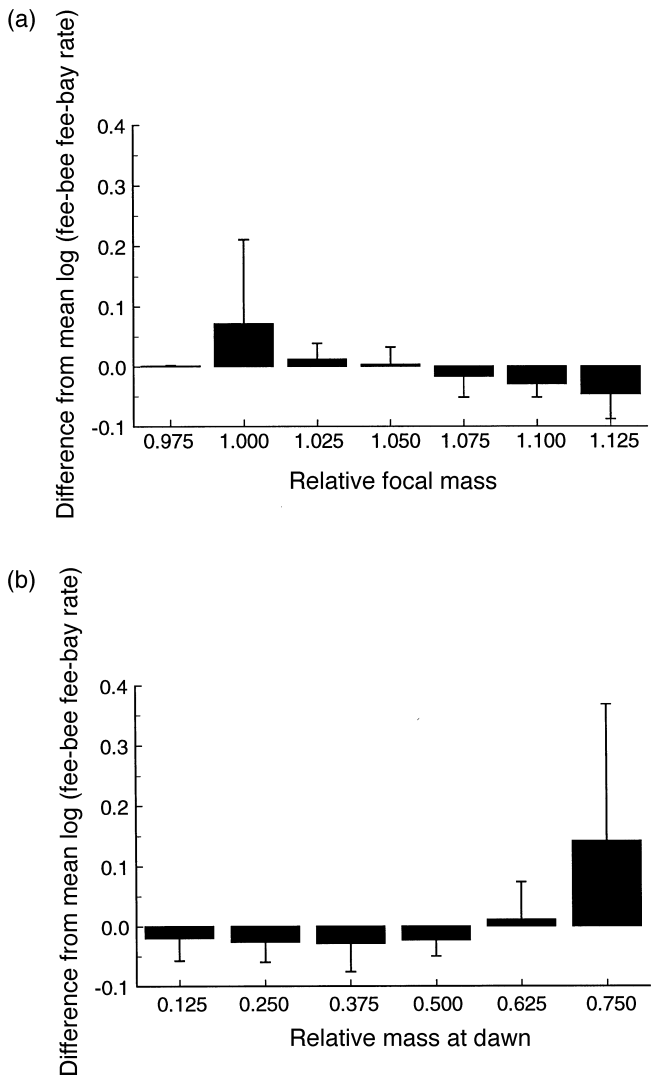 (a)
Difference from mean log (fee-bee fee-bay rate)
0.4
0.3
0.2
0.1
0.0
-0.1
0.975 1.000 1.025 1.050 1.075 1.100 1.125
Relative focal mass
(b)
Difference from mean log (fee-bee fee-bay rate)
0.4
0.3
0.2
0.1
0.0
-0.1
0.125 0.250 0.375 0.500 0.625 0.750
Relative mass at dawn